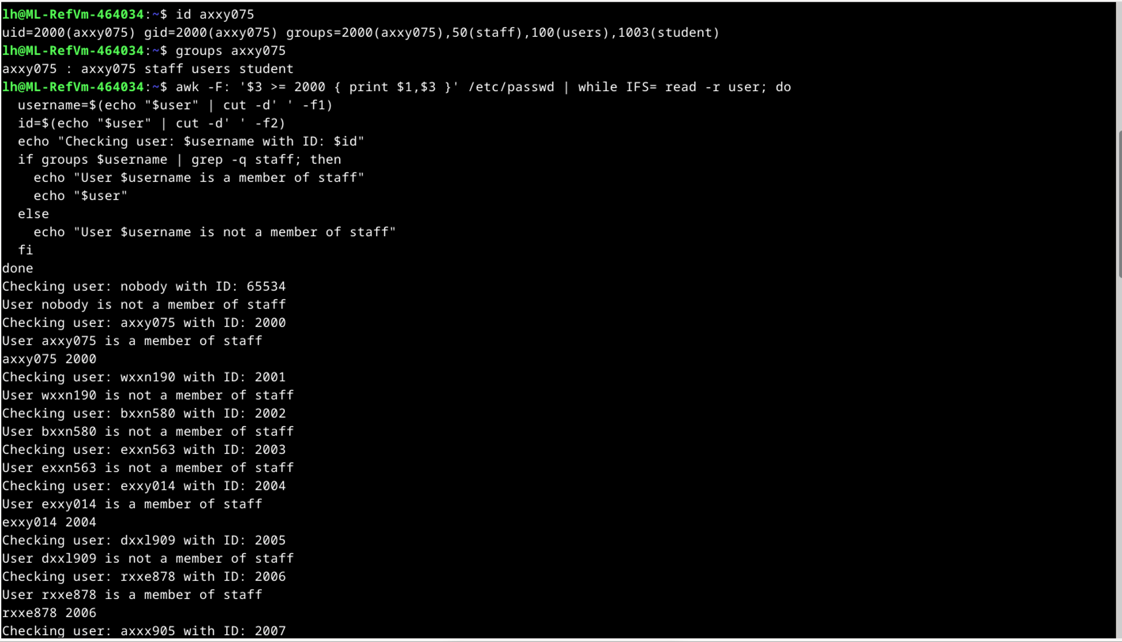 lh@ML-RefVm-464034:~$ id axxy075
uid=2000(axxy075) gid=2000(axxy075) groups=2000(axxy075),50(staff),100(users),1003(student)
lh@ML-RefVm-464034:~$ groups axxy075
axxy075 : axxy075 staff users student
lh@ML-RefVm-464034:~$ awk -F: '$3 >= 2000 { print $1,$3 }' /etc/passwd | while IFS= read -r user; do
  username=$(echo "$user" | cut -d' ' -f1)
  id=$(echo "$user" | cut -d' ' -f2)
  echo "Checking user: $username with ID: $id"
  if groups $username | grep -q staff; then
    echo "User $username is a member of staff"
    echo "$user"
  else
    echo "User $username is not a member of staff"
  fi
done
Checking user: nobody with ID: 65534
User nobody is not a member of staff
Checking user: axxy075 with ID: 2000
User axxy075 is a member of staff
axxy075 2000
Checking user: wxxn190 with ID: 2001
User wxxn190 is not a member of staff
Checking user: bxxn580 with ID: 2002
User bxxn580 is not a member of staff
Checking user: exxn563 with ID: 2003
User exxn563 is not a member of staff
Checking user: exxy014 with ID: 2004
User exxy014 is a member of staff
exxy014 2004
Checking user: dxxl909 with ID: 2005
User dxxl909 is not a member of staff
Checking user: rxxe878 with ID: 2006
User rxxe878 is a member of staff
rxxe878 2006
Checking user: axxx905 with ID: 2007